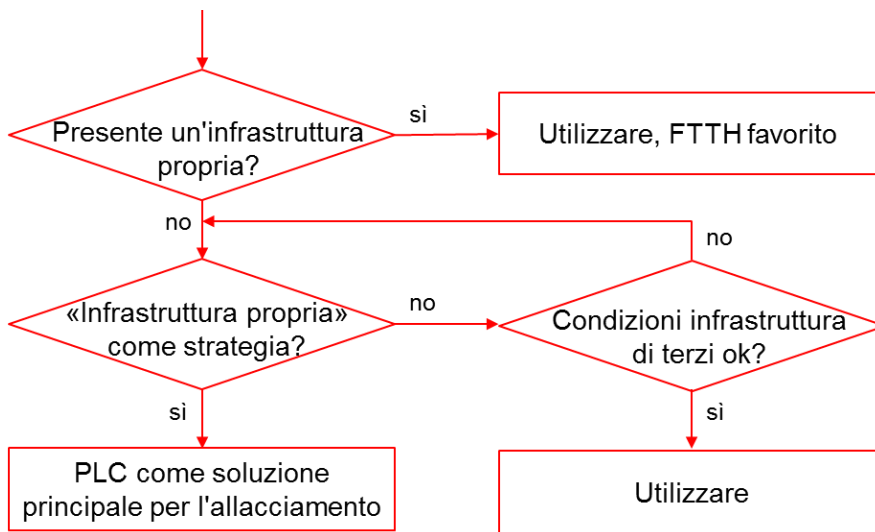 Presente un'infrastruttura
propria?
sì
Utilizzare, FTTH favorito
no
no
«Infrastruttura propria»
come strategia?
no
Condizioni infrastruttura
di terzi ok?
sì
sì
PLC come soluzione
principale per l'allacciamento
Utilizzare